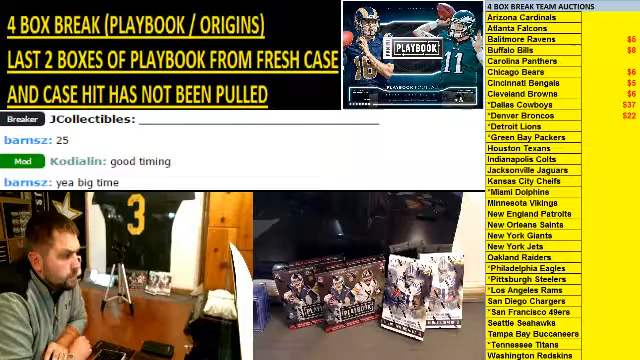 4 BOX BREAK (PLAYBOOK / ORIGINS)
LAST 2 BOXES OF PLAYBOOK FROM FRESH CASE
AND CASE HIT HAS NOT BEEN PULLED
PLAYBOOK
16
11
Breaker JCollectibles:
barnsz: 25
Mod Kodialin: good timing
barnsz: yea big time
3
4 BOX BREAK TEAM AUCTIONS
Arizona Cardinals
Atlanta Falcons
Balitmore Ravens $6
Buffalo Bills $8
Carolina Panthers
Chicago Bears $6
Cincinnati Bengals $5
Cleveland Browns $6
*Dallas Cowboys $37
*Denver Broncos $22
*Detroit Lions
*Green Bay Packers
Houston Texans
Indianapolis Colts
Jacksonville Jaguars
Kansas City Cheifs
*Miami Dolphins
Minnesota Vikings
New England Patroits
New Orleans Saints
New York Giants
New York Jets
Oakland Raiders
*Philadelphia Eagles
*Pittsburgh Steelers
*Los Angeles Rams
San Diego Chargers
*San Francisco 49ers
Seattle Seahawks
Tampa Bay Buccaneers
*Tennessee Titans
Washington Redskins